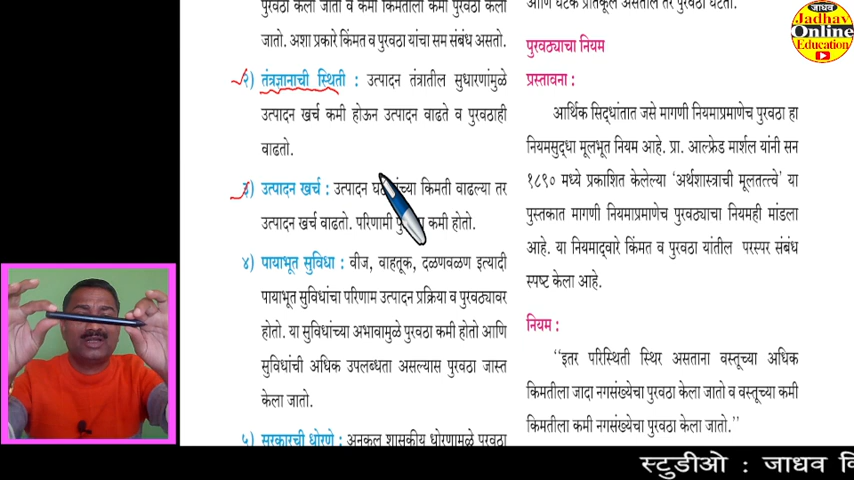 पुरवठा केला जातो व कमी किंमतीला कमी पुरवठा केला
जातो. अशा प्रकारे किंमत व पुरवठा यांचा सम संबंध असतो.
२) तंत्रज्ञानाची स्थिती : उत्पादन तंत्रातील सुधारणांमुळे
उत्पादन खर्च कमी होऊन उत्पादन वाढते व पुरवठाही
वाढतो.
३) उत्पादन खर्च : उत्पादन किमती वाढल्या तर
उत्पादन खर्च वाढतो. परिणामी कमी होतो.
४) पायाभूत सुविधा : वीज, वाहतूक, दळणवळण इत्यादी
पायाभूत सुविधांचा परिणाम उत्पादन प्रक्रिया व पुरवठ्यावर
होतो. या सुविधांच्या अभावामुळे पुरवठा कमी होतो आणि
सुविधांची अधिक उपलब्धता असल्यास पुरवठा जास्त
केला जातो.
५) सरकारची धोरणे : अनुकूल शासकीय धोरणामुळे पुरवठा
आणि घटक प्रतिकूल असतील तर पुरवठा घटतो.
पुरवठ्याचा नियम
प्रस्तावना :
आर्थिक सिद्धांतात जसे मागणी नियमाप्रमाणेच पुरवठा हा
नियमसुद्धा मूलभूत नियम आहे. प्रा. आल्फ्रेड मार्शल यांनी सन
१८९० मध्ये प्रकाशित केलेल्या ‘अर्थशास्त्राची मूलतत्त्वे’ या
पुस्तकात मागणी नियमाप्रमाणेच पुरवठ्याचा नियमही मांडला
आहे. या नियमाद्वारे किंमत व पुरवठा यांतील परस्पर संबंध
स्पष्ट केला आहे.
नियम :
‘‘इतर परिस्थिती स्थिर असताना वस्तूच्या अधिक
किमतीला जादा नगसंख्येचा पुरवठा केला जातो व वस्तूच्या कमी
किमतीला कमी नगसंख्येचा पुरवठा केला जातो.’’
जाधव
Jadhav
Online
Education
स्टुडीओ : जाधव वि